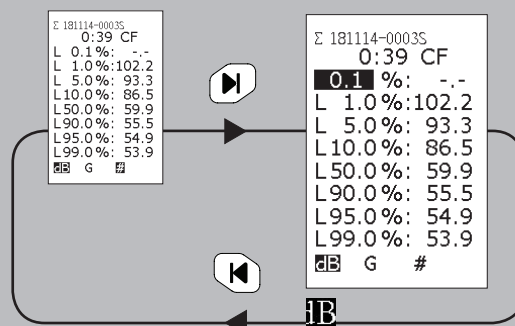 Σ 181114-0003S
0:39 CF
L 0.1%: -.-
L 1.0%:102.2
L 5.0%: 93.3
L10.0%: 86.5
L50.0%: 59.9
L90.0%: 55.5
L95.0%: 54.9
L99.0%: 53.9
dB G #
Σ 181114-0003S
0:39 CF
0.1 %: -.-
L 1.0%:102.2
L 5.0%: 93.3
L10.0%: 86.5
L50.0%: 59.9
L90.0%: 55.5
L95.0%: 54.9
L99.0%: 53.9
dB G #
dB